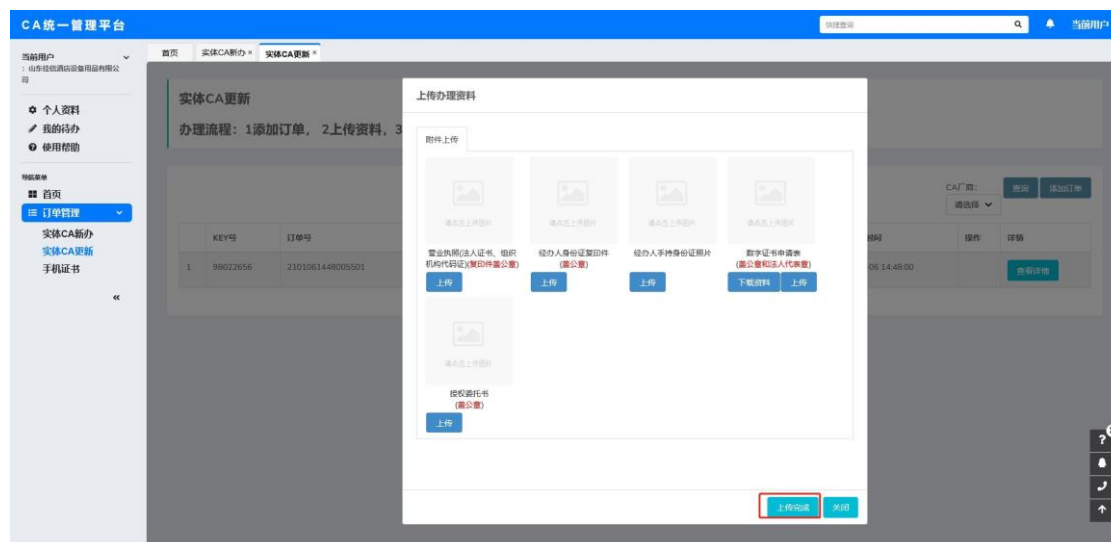 CA统一管理平台
快捷查询
当前用户
当前用户
首页
实体CA新办 ×
实体CA更新 ×
: 山东佳信酒店设备用品有限公
司
个人资料
我的待办
使用帮助
导航菜单
首页
订单管理
实体CA新办
实体CA更新
手机证书
«
实体CA更新
办理流程：1添加订单，2上传资料，3
CA厂商:
请选择
查询
添加订单
KEY号
订单号
操作
详情
1
98022656
2101061448005501
-06 14:48:00
查看详情
上传办理资料
附件上传
请点击上传图片
请点击上传图片
请点击上传图片
请点击上传图片
营业执照(法人证书、组织
机构代码证)(复印件盖公章)
上传
经办人身份证复印件
(盖公章)
上传
经办人手持身份证照片
上传
数字证书申请表
(盖公章和法人代表章)
下载资料
上传
请点击上传图片
授权委托书
(盖公章)
上传
上传完成
关闭
?